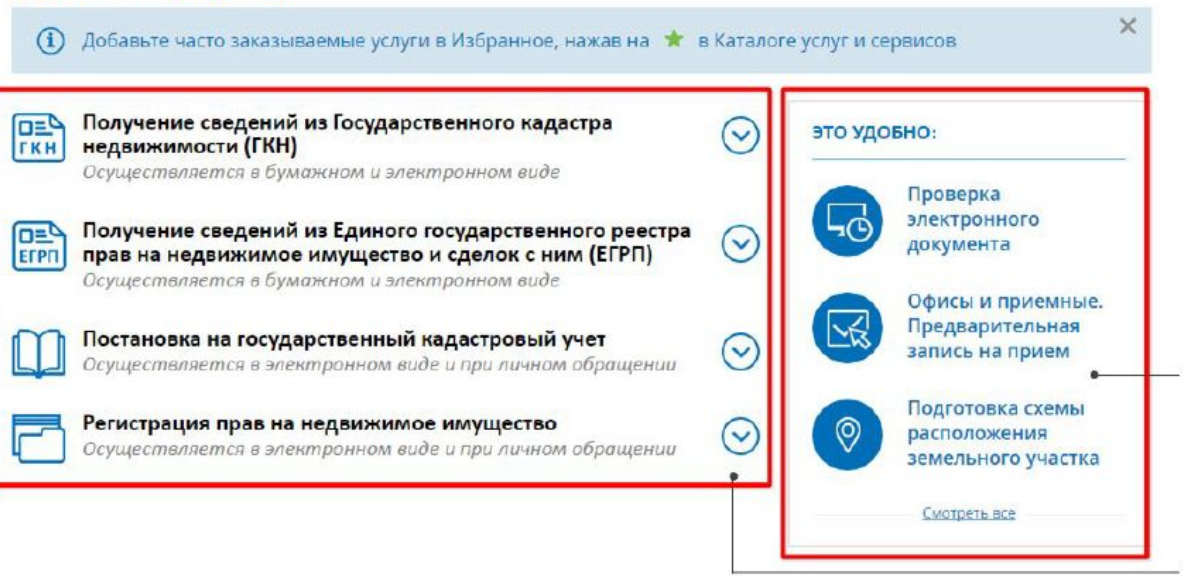 Добавьте часто заказываемые услуги в Избранное, нажав на в Каталоге услуг и сервисов
ГКН
Получение сведений из Государственного кадастра
недвижимости (ГКН)
Осуществляется в бумажном и электронном виде
ЕГРП
Получение сведений из Единого государственного реестра
прав на недвижимое имущество и сделок с ним (ЕГРП)
Осуществляется в бумажном и электронном виде
Постановка на государственный кадастровый учет
Осуществляется в электронном виде и при личном обращении
Регистрация прав на недвижимое имущество
Осуществляется в электронном виде и при личном обращении
ЭТО УДОБНО:
Проверка
электронного
документа
Офисы и приемные.
Предварительная
запись на прием
Подготовка схемы
расположения
земельного участка
Смотреть все